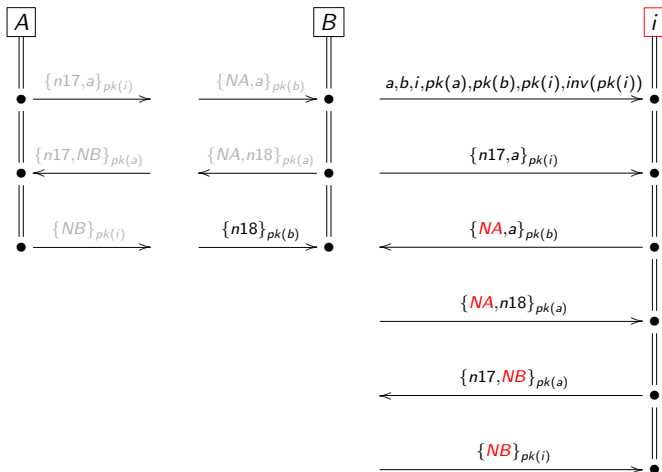 A B i
{n17,a}pk(i) {NA,a}pk(b) a,b,i,pk(a),pk(b),pk(i),inv(pk(i))
{n17,NB}pk(a) {NA,n18}pk(a) {n17,a}pk(i)
{NB}pk(i) {n18}pk(b) {NA,a}pk(b)
{NA,n18}pk(a)
{n17,NB}pk(a)
{NB}pk(i)